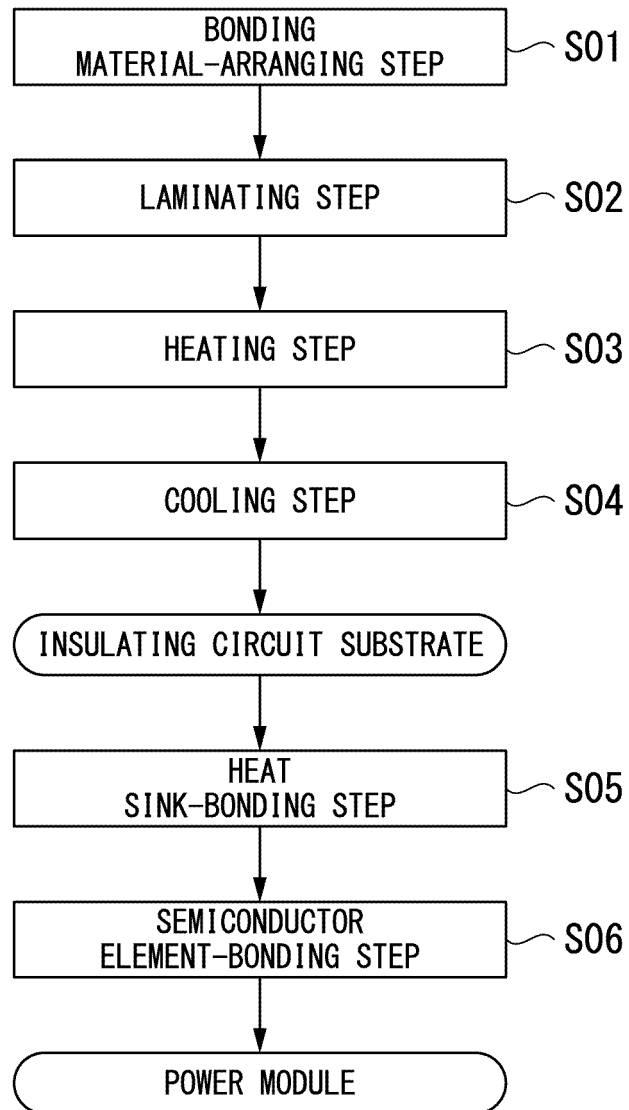 BONDING
MATERIAL-ARRANGING STEP
S01
LAMINATING STEP
S02
HEATING STEP
S03
COOLING STEP
S04
INSULATING CIRCUIT SUBSTRATE
HEAT
SINK-BONDING STEP
S05
SEMICONDUCTOR
ELEMENT-BONDING STEP
S06
POWER MODULE